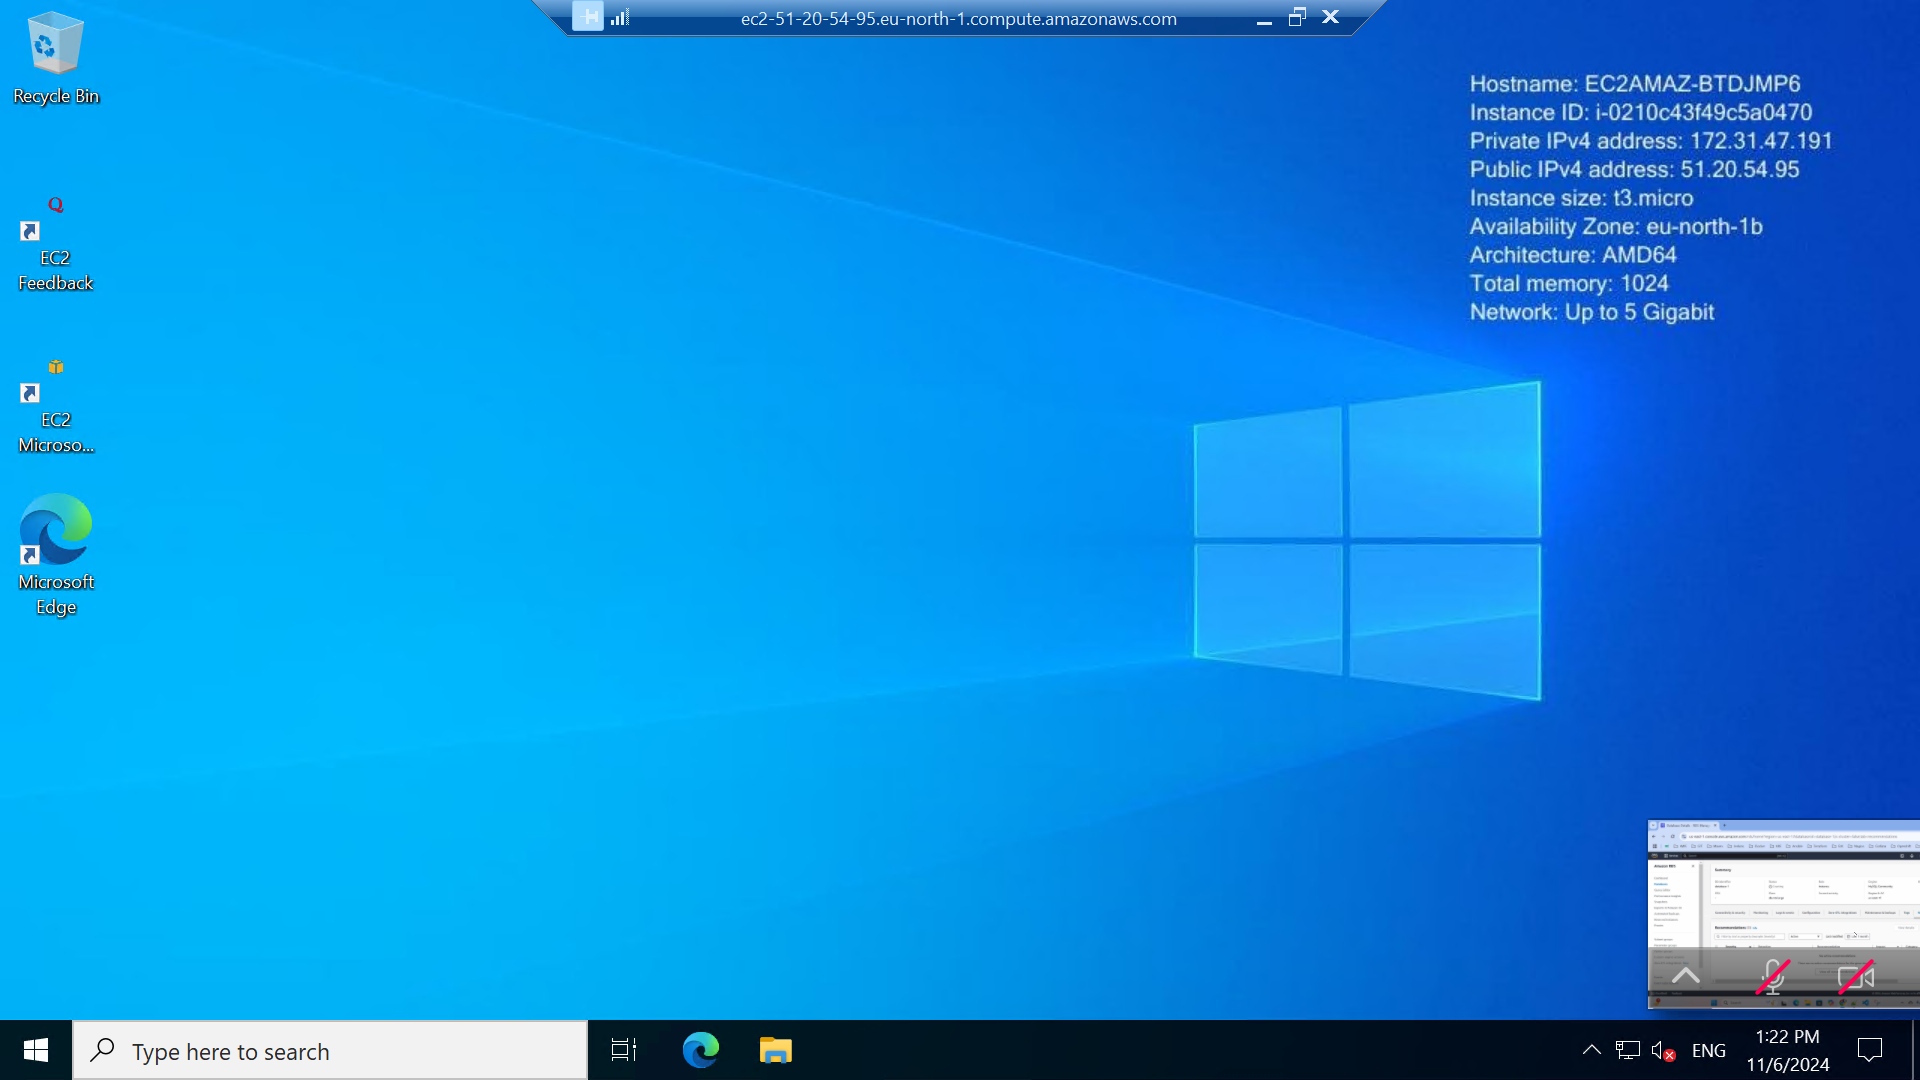 ec2-51-20-54-95.eu-north-1.compute.amazonaws.com
Recycle Bin
Hostname: EC2AMAZ-BTDJMP6
Instance ID: i-0210c43f49c5a0470
Private IPv4 address: 172.31.47.191
Public IPv4 address: 51.20.54.95
Instance size: t3.micro
Availability Zone: eu-north-1b
Architecture: AMD64
Total memory: 1024
Network: Up to 5 Gigabit
Q
EC2
Feedback
EC2
Microso...
Microsoft
Edge
Summary
Recommendations
Type here to search
ENG
1:22 PM
11/6/2024